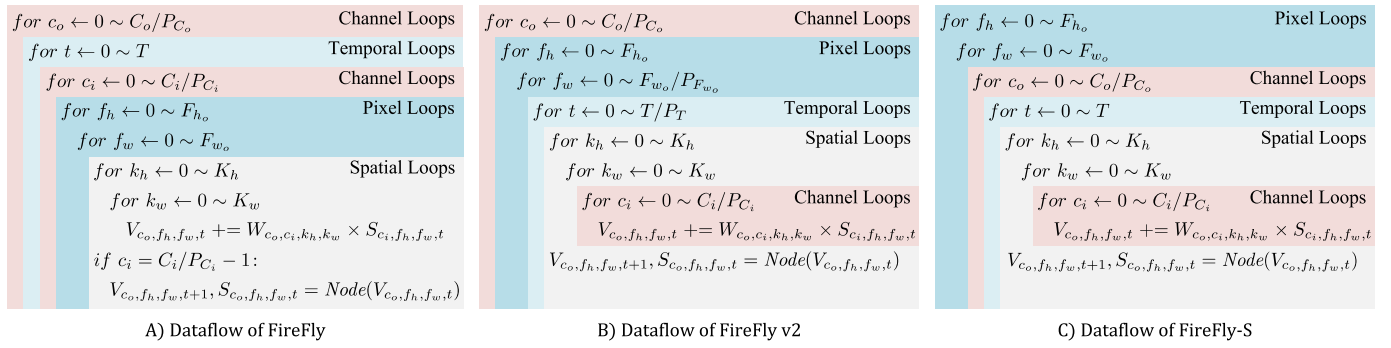 for c_o ← 0 ∼ C_o/P_{C_o} Channel Loops
for t ← 0 ∼ T Temporal Loops
for c_i ← 0 ∼ C_i/P_{C_i} Channel Loops
for f_h ← 0 ∼ F_{h_o} Pixel Loops
for f_w ← 0 ∼ F_{w_o}
for k_h ← 0 ∼ K_h Spatial Loops
for k_w ← 0 ∼ K_w
V_{c_o,f_h,f_w,t} += W_{c_o,c_i,k_h,k_w} × S_{c_i,f_h,f_w,t}
if c_i = C_i/P_{C_i} − 1:
V_{c_o,f_h,f_w,t+1}, S_{c_o,f_h,f_w,t} = Node(V_{c_o,f_h,f_w,t})
A) Dataflow of FireFly
for c_o ← 0 ∼ C_o/P_{C_o} Channel Loops
for f_h ← 0 ∼ F_{h_o} Pixel Loops
for f_w ← 0 ∼ F_{w_o}/P_{F_{w_o}}
for t ← 0 ∼ T/P_T Temporal Loops
for k_h ← 0 ∼ K_h Spatial Loops
for k_w ← 0 ∼ K_w
for c_i ← 0 ∼ C_i/P_{C_i} Channel Loops
V_{c_o,f_h,f_w,t} += W_{c_o,c_i,k_h,k_w} × S_{c_i,f_h,f_w,t}
V_{c_o,f_h,f_w,t+1}, S_{c_o,f_h,f_w,t} = Node(V_{c_o,f_h,f_w,t})
B) Dataflow of FireFly v2
for f_h ← 0 ∼ F_{h_o} Pixel Loops
for f_w ← 0 ∼ F_{w_o}
for c_o ← 0 ∼ C_o/P_{C_o} Channel Loops
for t ← 0 ∼ T Temporal Loops
for k_h ← 0 ∼ K_h Spatial Loops
for k_w ← 0 ∼ K_w
for c_i ← 0 ∼ C_i/P_{C_i} Channel Loops
V_{c_o,f_h,f_w,t} += W_{c_o,c_i,k_h,k_w} × S_{c_i,f_h,f_w,t}
V_{c_o,f_h,f_w,t+1}, S_{c_o,f_h,f_w,t} = Node(V_{c_o,f_h,f_w,t})
C) Dataflow of FireFly-S